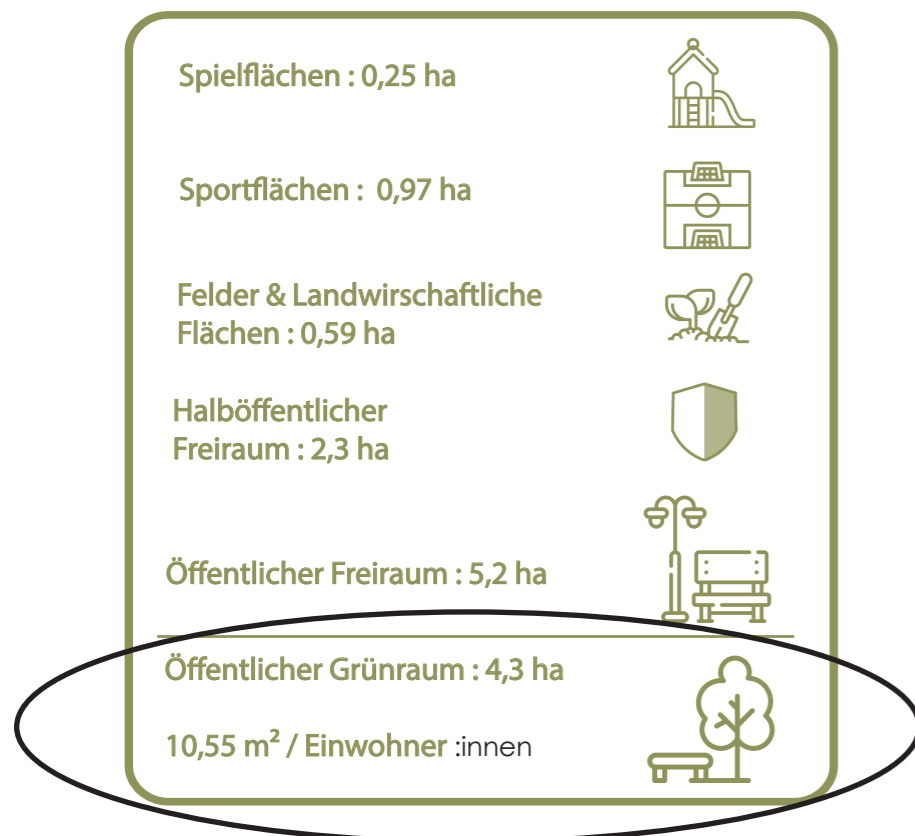 Spielflächen : 0,25 ha
Sportflächen : 0,97 ha
Felder & Landwirschaftliche
Flächen : 0,59 ha
Halböffentlicher
Freiraum : 2,3 ha
Öffentlicher Freiraum : 5,2 ha
Öffentlicher Grünraum : 4,3 ha
10,55 m² / Einwohner :innen